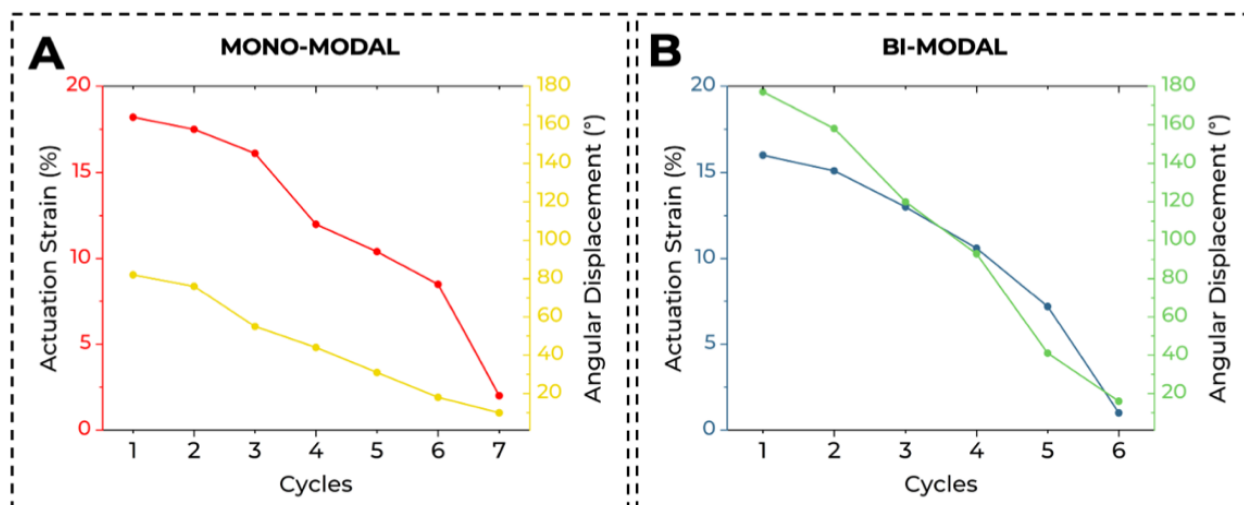 A
MONO-MODAL
Actuation Strain (%)
20
15
10
5
0
180
160
140
120
100
80
60
40
20
Angular Displacement (°)
1 2 3 4 5 6 7
Cycles
B
BI-MODAL
Actuation Strain (%)
20
15
10
5
0
180
160
140
120
100
80
60
40
20
Angular Displacement (°)
1 2 3 4 5 6
Cycles